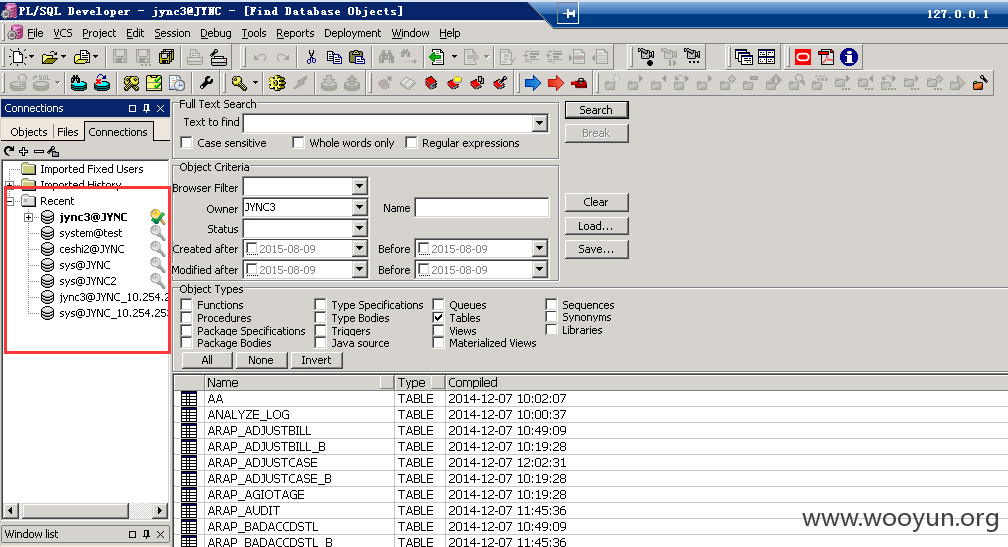 PL/SQL Developer - jync3@JYNC - [Find Database Objects]
127.0.0.1
File VCS Project Edit Session Debug Tools Reports Deployment Window Help
Connections
Objects Files Connections
Imported Fixed Users
Imported History
Recent
jync3@JYNC
system@test
ceshi2@JYNC
sys@JYNC
sys@JYNC2
jync3@JYNC_10.254.2
sys@JYNC_10.254.25
Window list
Full Text Search
Text to find
Case sensitive Whole words only Regular expressions
Search
Break
Object Criteria
Browser Filter
Owner JYNC3 Name
Status
Created after 2015-08-09 Before 2015-08-09
Modified after 2015-08-09 Before 2015-08-09
Clear
Load...
Save...
Object Types
Functions Type Specifications Queues Sequences
Procedures Type Bodies Tables Synonyms
Package Specifications Triggers Views Libraries
Package Bodies Java source Materialized Views
All None Invert
Name Type Compiled
AA TABLE 2014-12-07 10:02:07
ANALYZE_LOG TABLE 2014-12-07 10:00:37
ARAP_ADJUSTBILL TABLE 2014-12-07 10:49:09
ARAP_ADJUSTBILL_B TABLE 2014-12-07 10:19:28
ARAP_ADJUSTCASE TABLE 2014-12-07 12:02:31
ARAP_ADJUSTCASE_B TABLE 2014-12-07 10:19:28
ARAP_AGIOTAGE TABLE 2014-12-07 10:19:28
ARAP_AUDIT TABLE 2014-12-07 11:45:36
ARAP_BADACCDSTL TABLE 2014-12-07 10:49:09
ARAP_BADACCDSTL_B TABLE 2014-12-07 11:45:36
www.wooyun.org